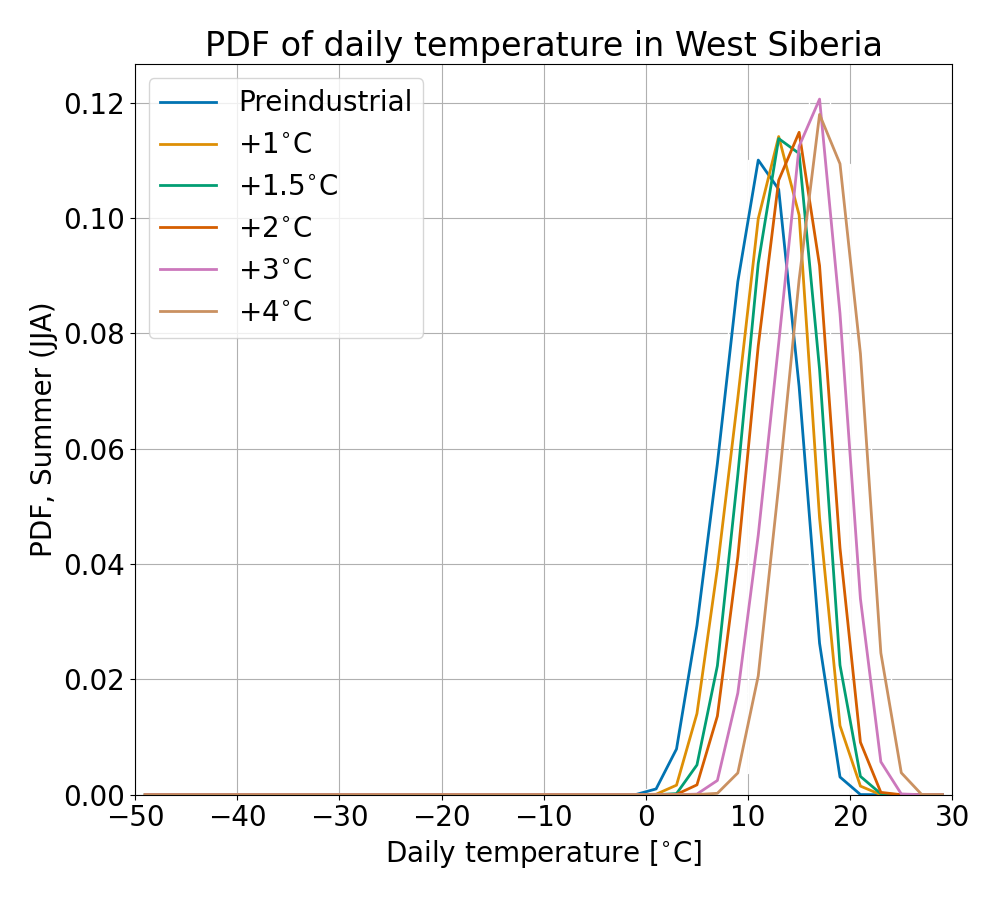 PDF of daily temperature in West Siberia
PDF, Summer (JJA)
0.12
0.10
0.08
0.06
0.04
0.02
0.00
Preindustrial
+1°C
+1.5°C
+2°C
+3°C
+4°C
−50 −40 −30 −20 −10 0 10 20 30
Daily temperature [°C]